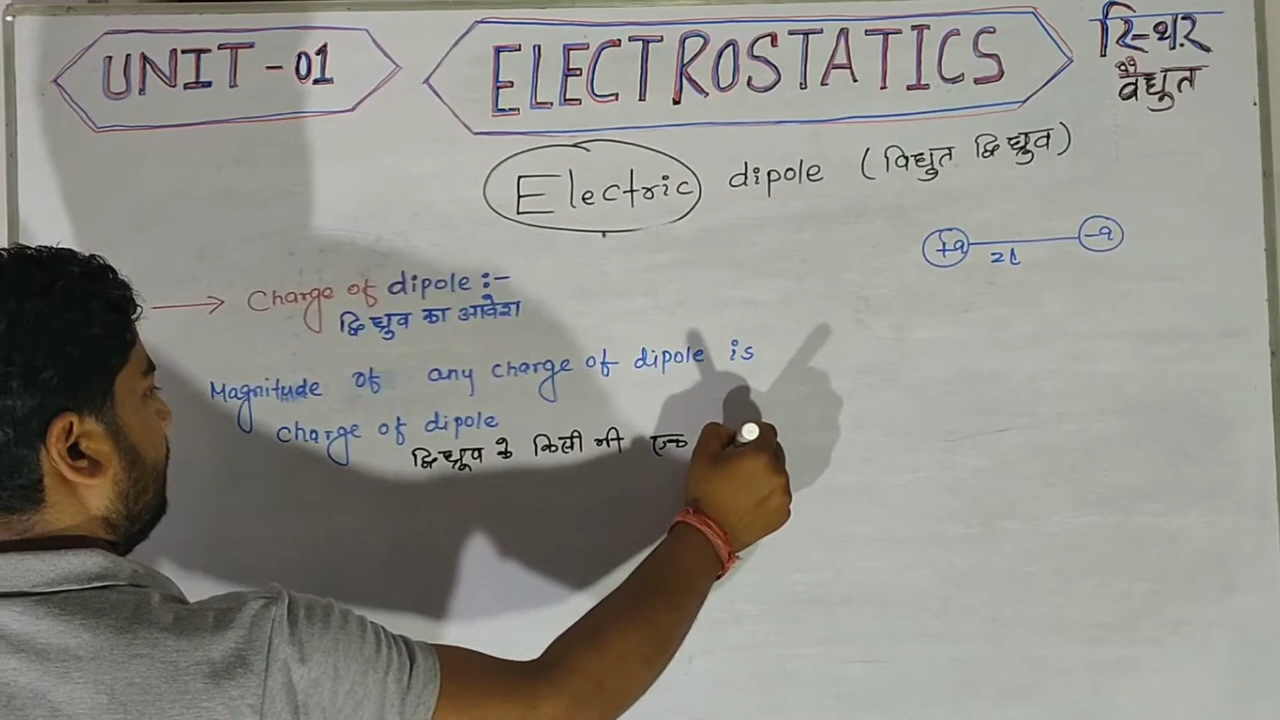 UNIT-01
ELECTROSTATICS
स्थिर
वैद्युत
Electric dipole (विद्युत द्विध्रुव)
+q -q
2l
→ Charge of dipole :-
द्विध्रुव का आवेश
Magnitude of any charge of dipole is
charge of dipole
द्विध्रूव के किसी भी एक